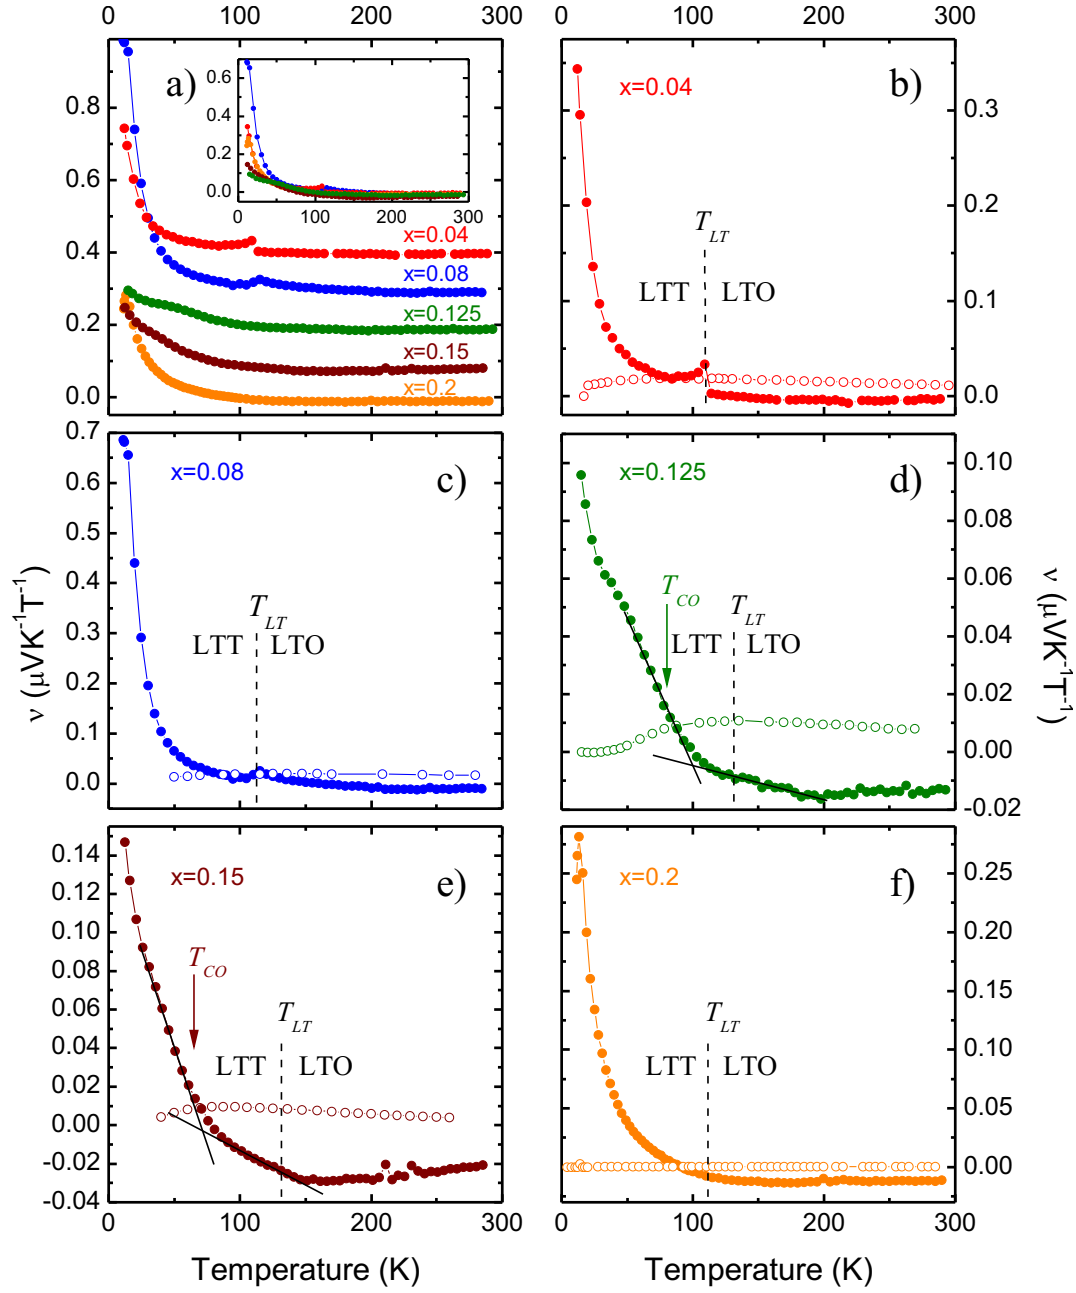 0 100 200 300 0 100 200 300
a)
0.8
0.6
0.4
0.2
0.0
0.6
0.4
0.2
0.0
0 100 200 300
x=0.04
x=0.08
x=0.125
x=0.15
x=0.2
b)
x=0.04
T_LT
LTT LTO
0.3
0.2
0.1
0.0
c)
x=0.08
T_LT
LTT LTO
0.7
0.6
0.5
0.4
0.3
0.2
0.1
0.0
ν (μVK⁻¹T⁻¹)
d)
x=0.125
T_CO
T_LT
LTT LTO
0.10
0.08
0.06
0.04
0.02
0.00
-0.02
ν (μVK⁻¹T⁻¹)
e)
x=0.15
T_CO
T_LT
LTT LTO
0.14
0.12
0.10
0.08
0.06
0.04
0.02
0.00
-0.02
-0.04
0 100 200 300
Temperature (K)
f)
x=0.2
T_LT
LTT LTO
0.25
0.20
0.15
0.10
0.05
0.00
0 100 200 300
Temperature (K)